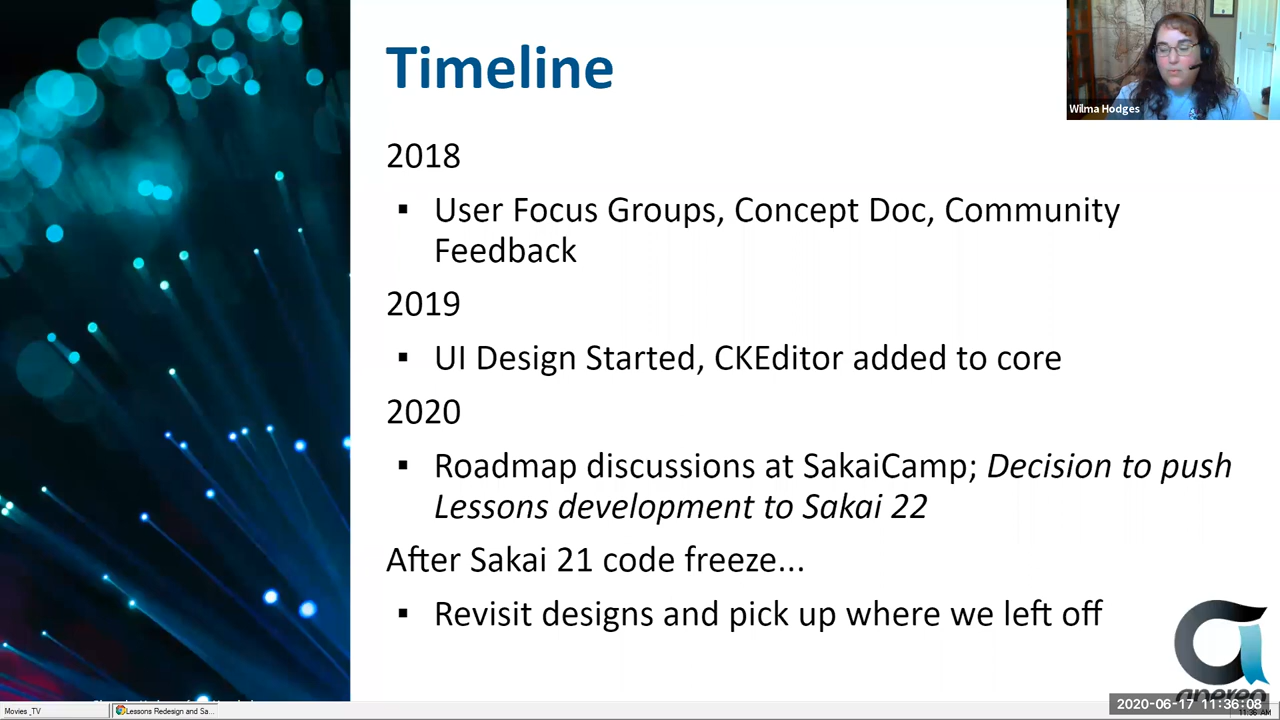 Timeline
Wilma Hodges
2018
▪ User Focus Groups, Concept Doc, Community
Feedback
2019
▪ UI Design Started, CKEditor added to core
2020
▪ Roadmap discussions at SakaiCamp; Decision to push
Lessons development to Sakai 22
After Sakai 21 code freeze...
▪ Revisit designs and pick up where we left off
2020-06-17 11:36:08
Movies _TV
Lessons Redesign and Sa...